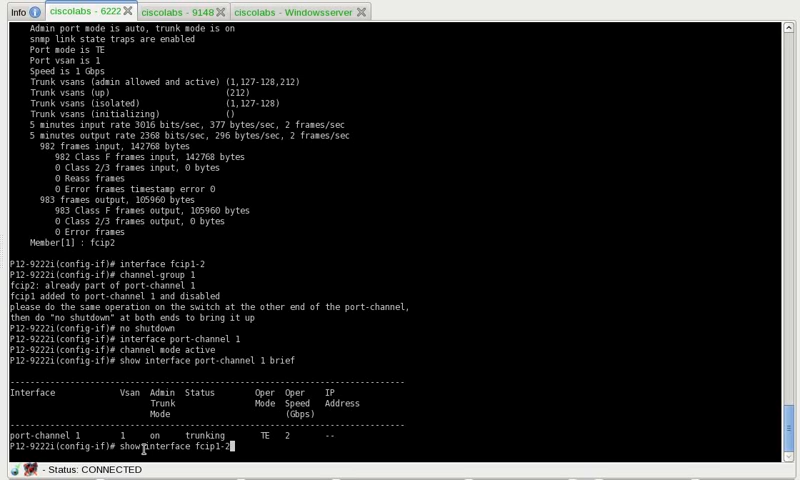 Info ciscolabs - 6222 ciscolabs - 9148 ciscolabs - Windowsserver
Admin port mode is auto, trunk mode is on
snmp link state traps are enabled
Port mode is TE
Port vsan is 1
Speed is 1 Gbps
Trunk vsans (admin allowed and active) (1,127-128,212)
Trunk vsans (up) (212)
Trunk vsans (isolated) (1,127-128)
Trunk vsans (initializing) ()
5 minutes input rate 3016 bits/sec, 377 bytes/sec, 2 frames/sec
5 minutes output rate 2368 bits/sec, 296 bytes/sec, 2 frames/sec
982 frames input, 142768 bytes
982 Class F frames input, 142768 bytes
0 Class 2/3 frames input, 0 bytes
0 Reass frames
0 Error frames timestamp error 0
983 frames output, 105960 bytes
983 Class F frames output, 105960 bytes
0 Class 2/3 frames output, 0 bytes
0 Error frames
Member[1] : fcip2
P12-9222i(config-if)# interface fcip1-2
P12-9222i(config-if)# channel-group 1
fcip2: already part of port-channel 1
fcip1 added to port-channel 1 and disabled
please do the same operation on the switch at the other end of the port-channel,
then do "no shutdown" at both ends to bring it up
P12-9222i(config-if)# no shutdown
P12-9222i(config-if)# interface port-channel 1
P12-9222i(config-if)# channel mode active
P12-9222i(config-if)# show interface port-channel 1 brief
-------------------------------------------------------------------------------
Interface Vsan Admin Status Oper Oper IP
Trunk Mode Speed Address
Mode (Gbps)
-------------------------------------------------------------------------------
port-channel 1 1 on trunking TE 2 --
P12-9222i(config-if)# show interface fcip1-2
- Status: CONNECTED